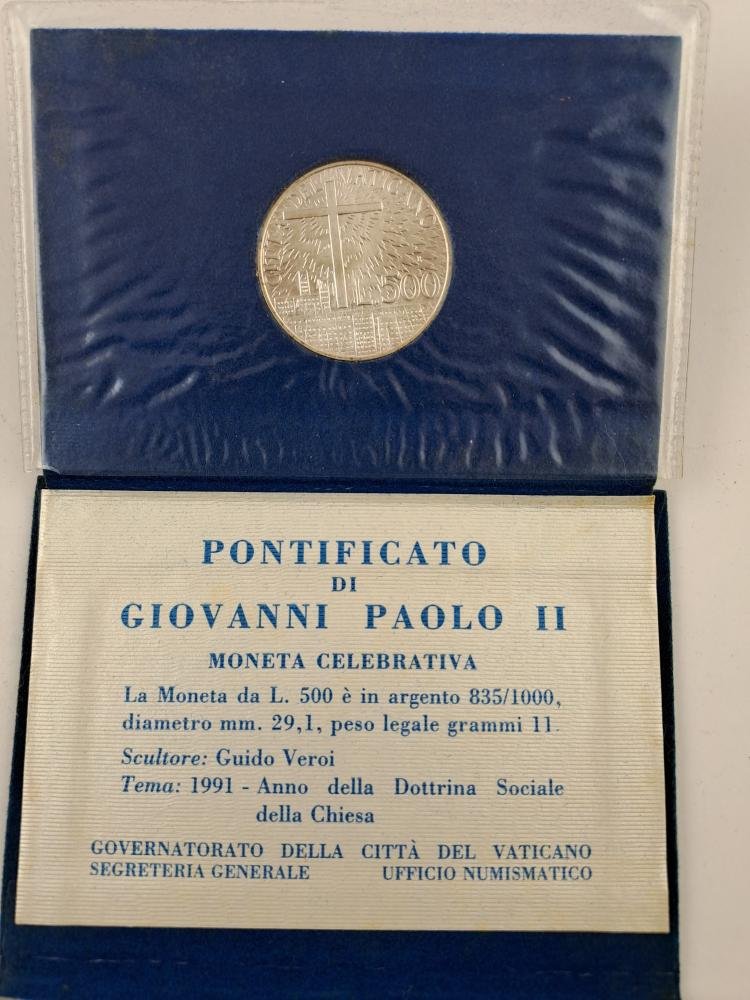 CITTÀ DEL VATICANO
L.500
PONTIFICATO
DI
GIOVANNI PAOLO II
MONETA CELEBRATIVA
La Moneta da L. 500 è in argento 835/1000,
diametro mm. 29,1, peso legale grammi 11.
Scultore: Guido Veroi
Tema: 1991 - Anno della Dottrina Sociale
della Chiesa
GOVERNATORATO DELLA CITTÀ DEL VATICANO
SEGRETERIA GENERALE UFFICIO NUMISMATICO